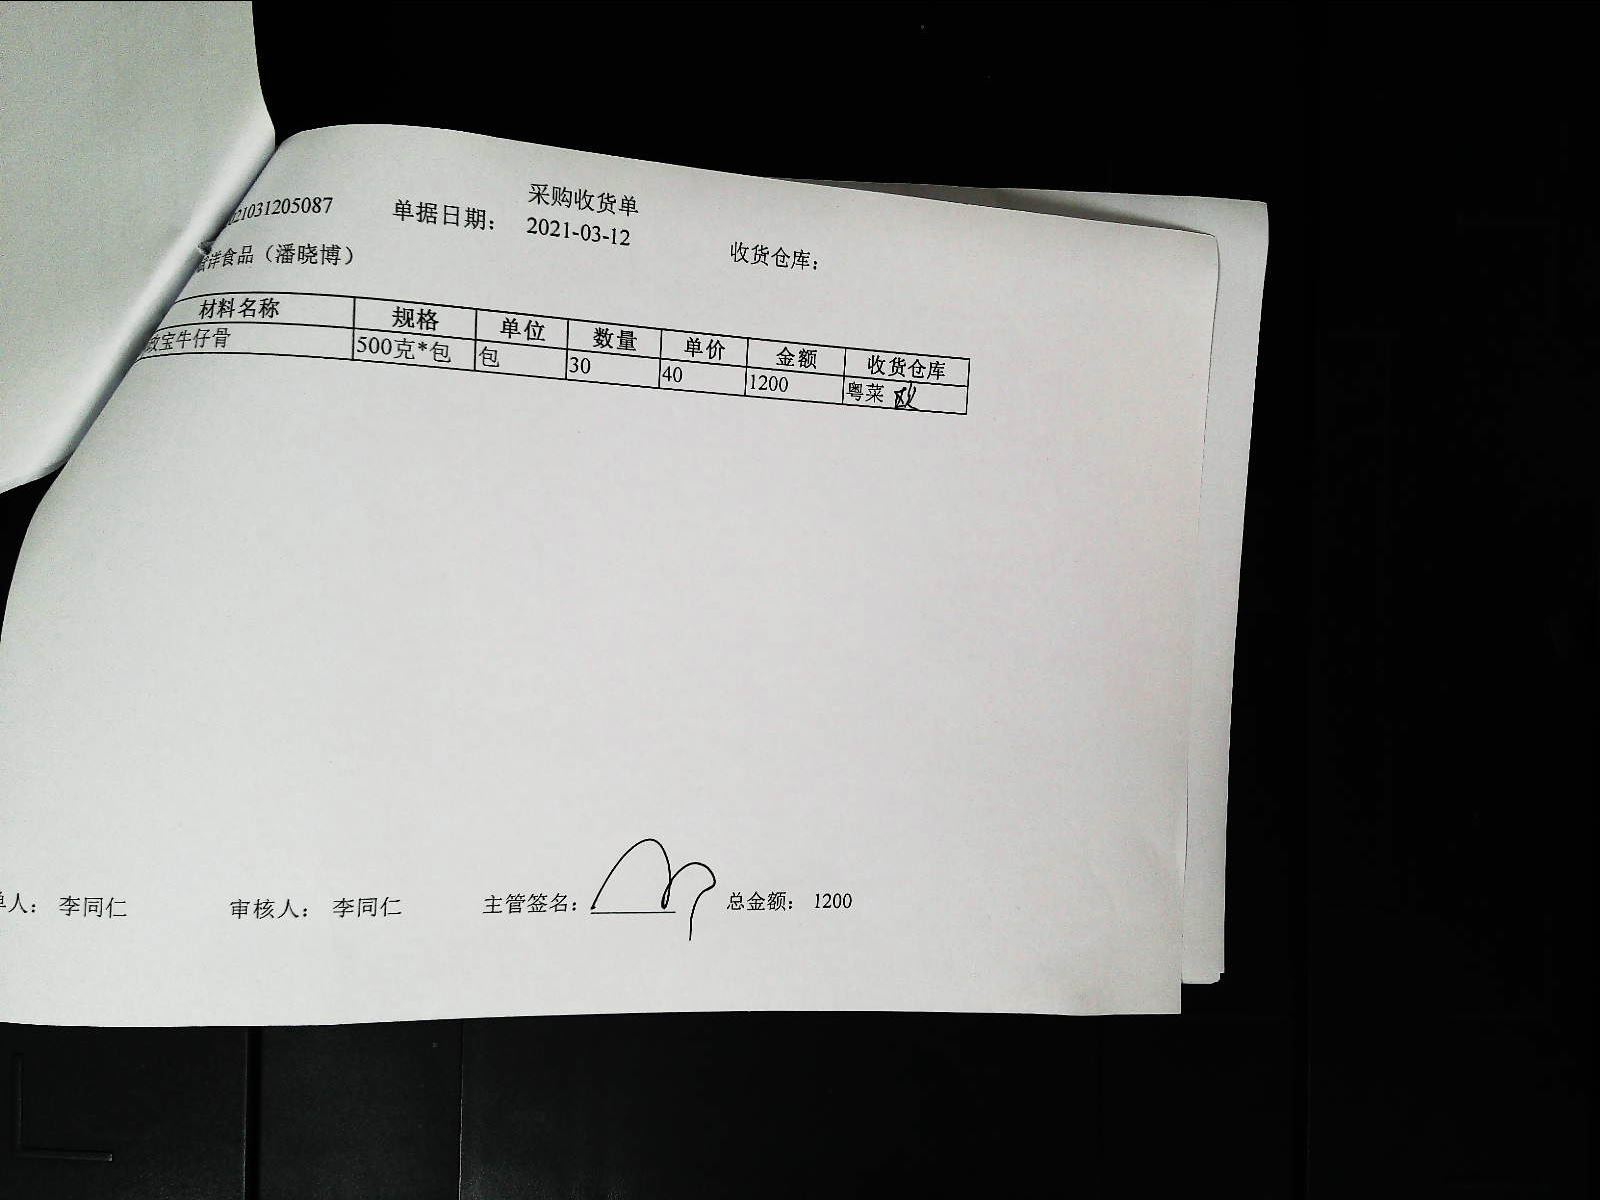 采购收货单
021031205087 单据日期： 2021-03-12 收货仓库：
洋食品（潘晓博）
材料名称 规格 单位 数量 单价 金额 收货仓库
宝牛仔骨 500克*包 包 30 40 1200 粤菜
单人： 李同仁 审核人： 李同仁 主管签名： 总金额： 1200